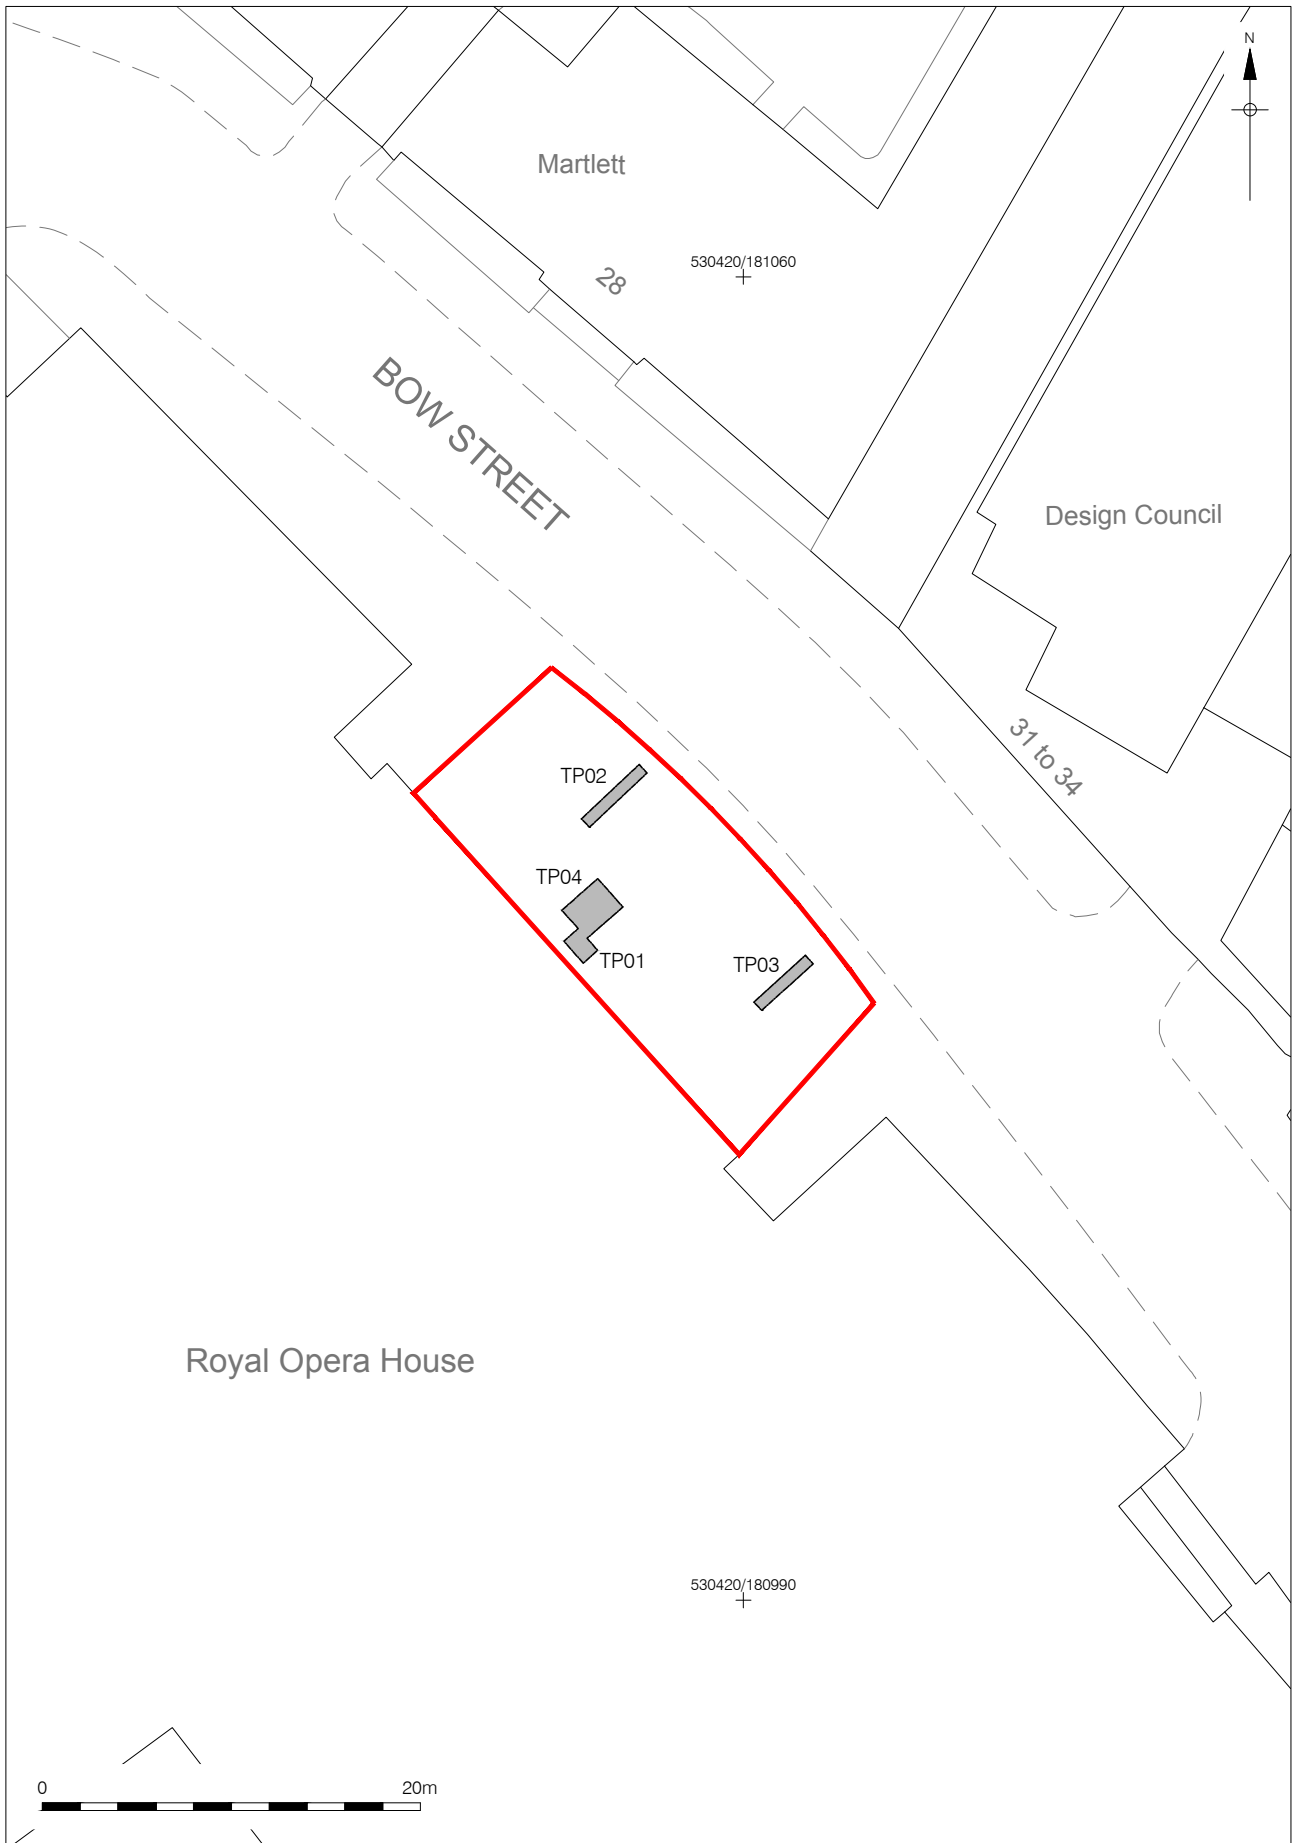 N
Martlett
530420/181060
28
BOW STREET
Design Council
31 to 34
TP02
TP04
TP01
TP03
Royal Opera House
530420/180990
0 20m